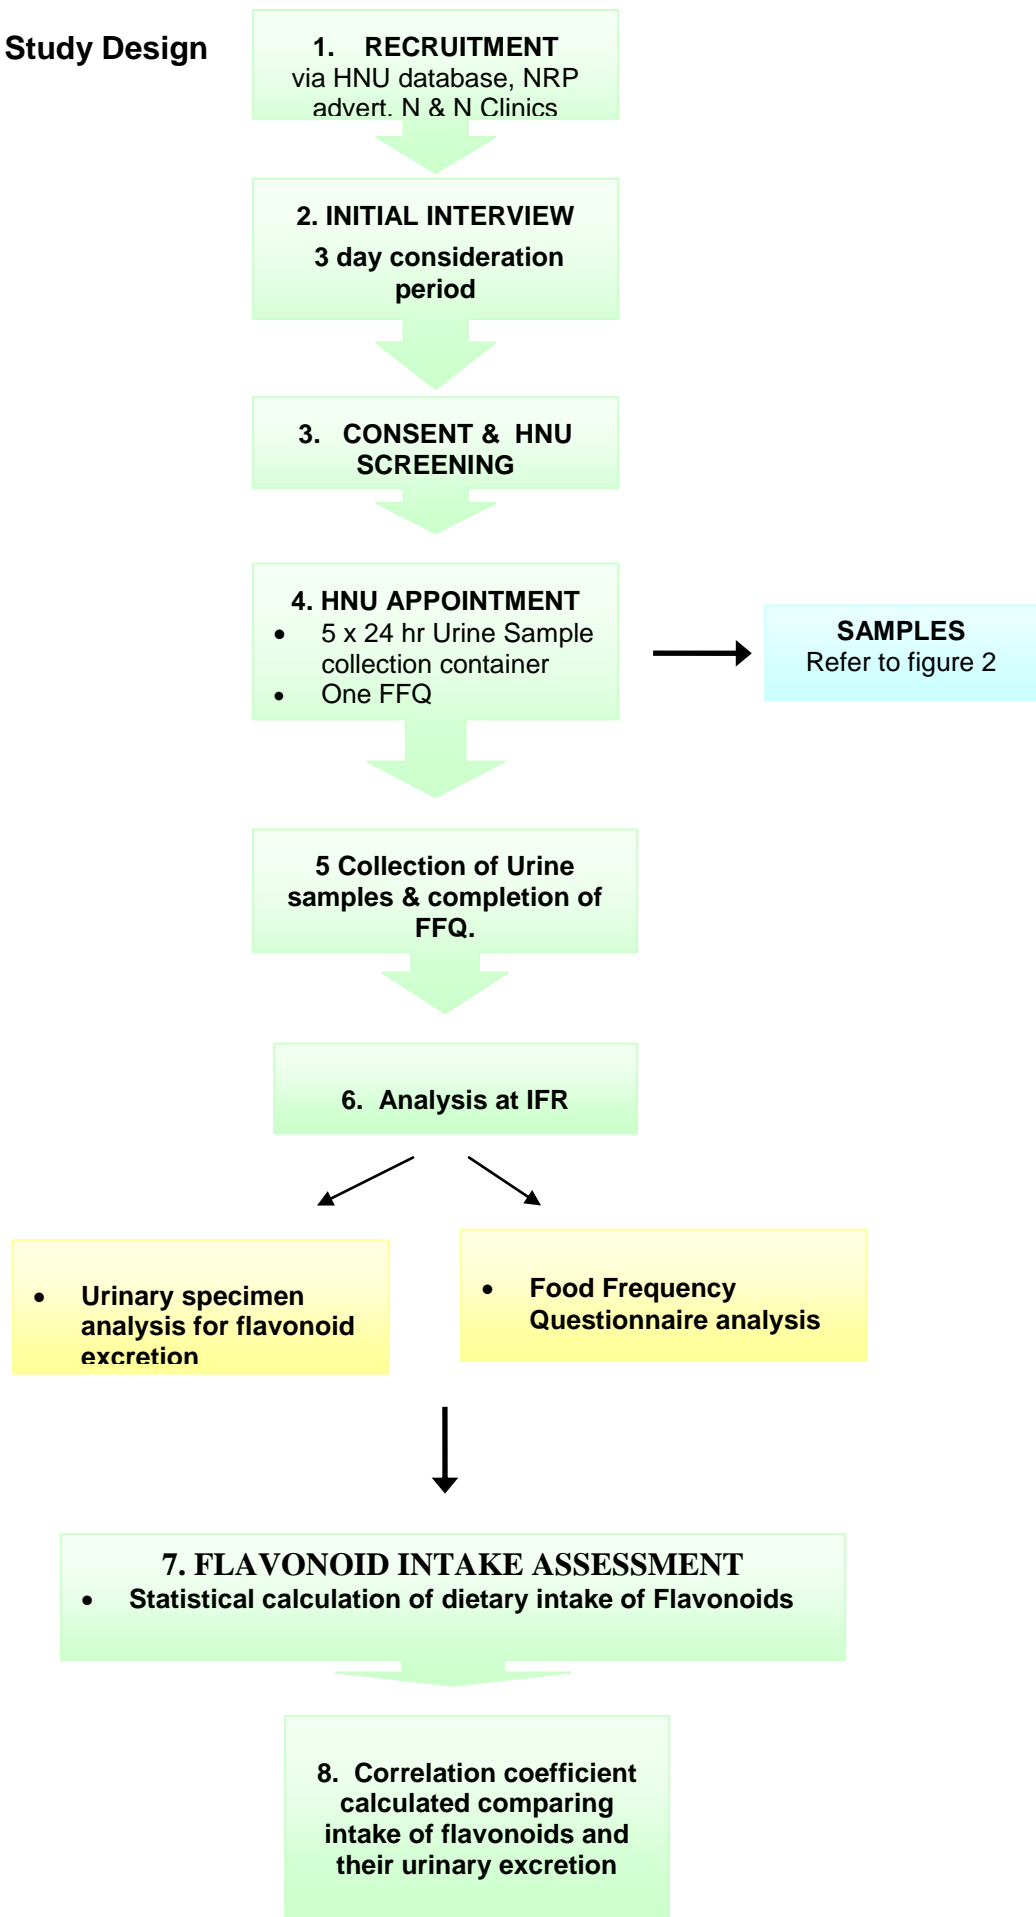 Study Design
1. RECRUITMENT
via HNU database, NRP
advert. N & N Clinics
2. INITIAL INTERVIEW
3 day consideration
period
3. CONSENT & HNU
SCREENING
4. HNU APPOINTMENT
• 5 x 24 hr Urine Sample
collection container
• One FFQ
SAMPLES
Refer to figure 2
5 Collection of Urine
samples & completion of
FFQ.
6. Analysis at IFR
• Urinary specimen
analysis for flavonoid
excretion
• Food Frequency
Questionnaire analysis
7. FLAVONOID INTAKE ASSESSMENT
• Statistical calculation of dietary intake of Flavonoids
8. Correlation coefficient
calculated comparing
intake of flavonoids and
their urinary excretion